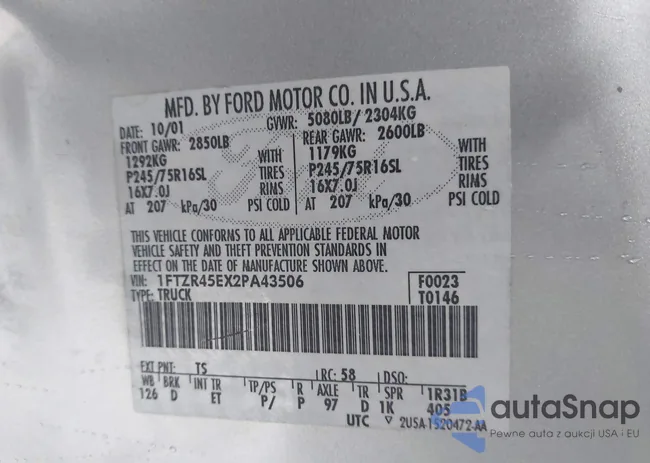 MFD. BY FORD MOTOR CO. IN U.S.A.
DATE: 10/01 GVWR: 5080LB/ 2304KG
FRONT GAWR: 2850LB REAR GAWR: 2600LB
1292KG WITH 1179KG WITH
P245/75R16SL TIRES P245/75R16SL TIRES
16X7.0J RIMS 16X7.0J RIMS
AT 207 kPa/30 PSI COLD AT 207 kPa/30 PSI COLD
THIS VEHICLE CONFORMS TO ALL APPLICABLE FEDERAL MOTOR
VEHICLE SAFETY AND THEFT PREVENTION STANDARDS IN
EFFECT ON THE DATE OF MANUFACTURE SHOWN ABOVE.
VIN: 1FTZR45EX2PA43506 F0023
TYPE: TRUCK T0146
EXT PNT: TS RC: 58 DSO:
WB BRK INT TR TP/PS R AXLE TR SPR 1R31B
126 D ET P/ P 97 D 1K 405
UTC ▽ 2USA-1520472-AA
autoSnap
Pewne auta z aukcji USA i EU